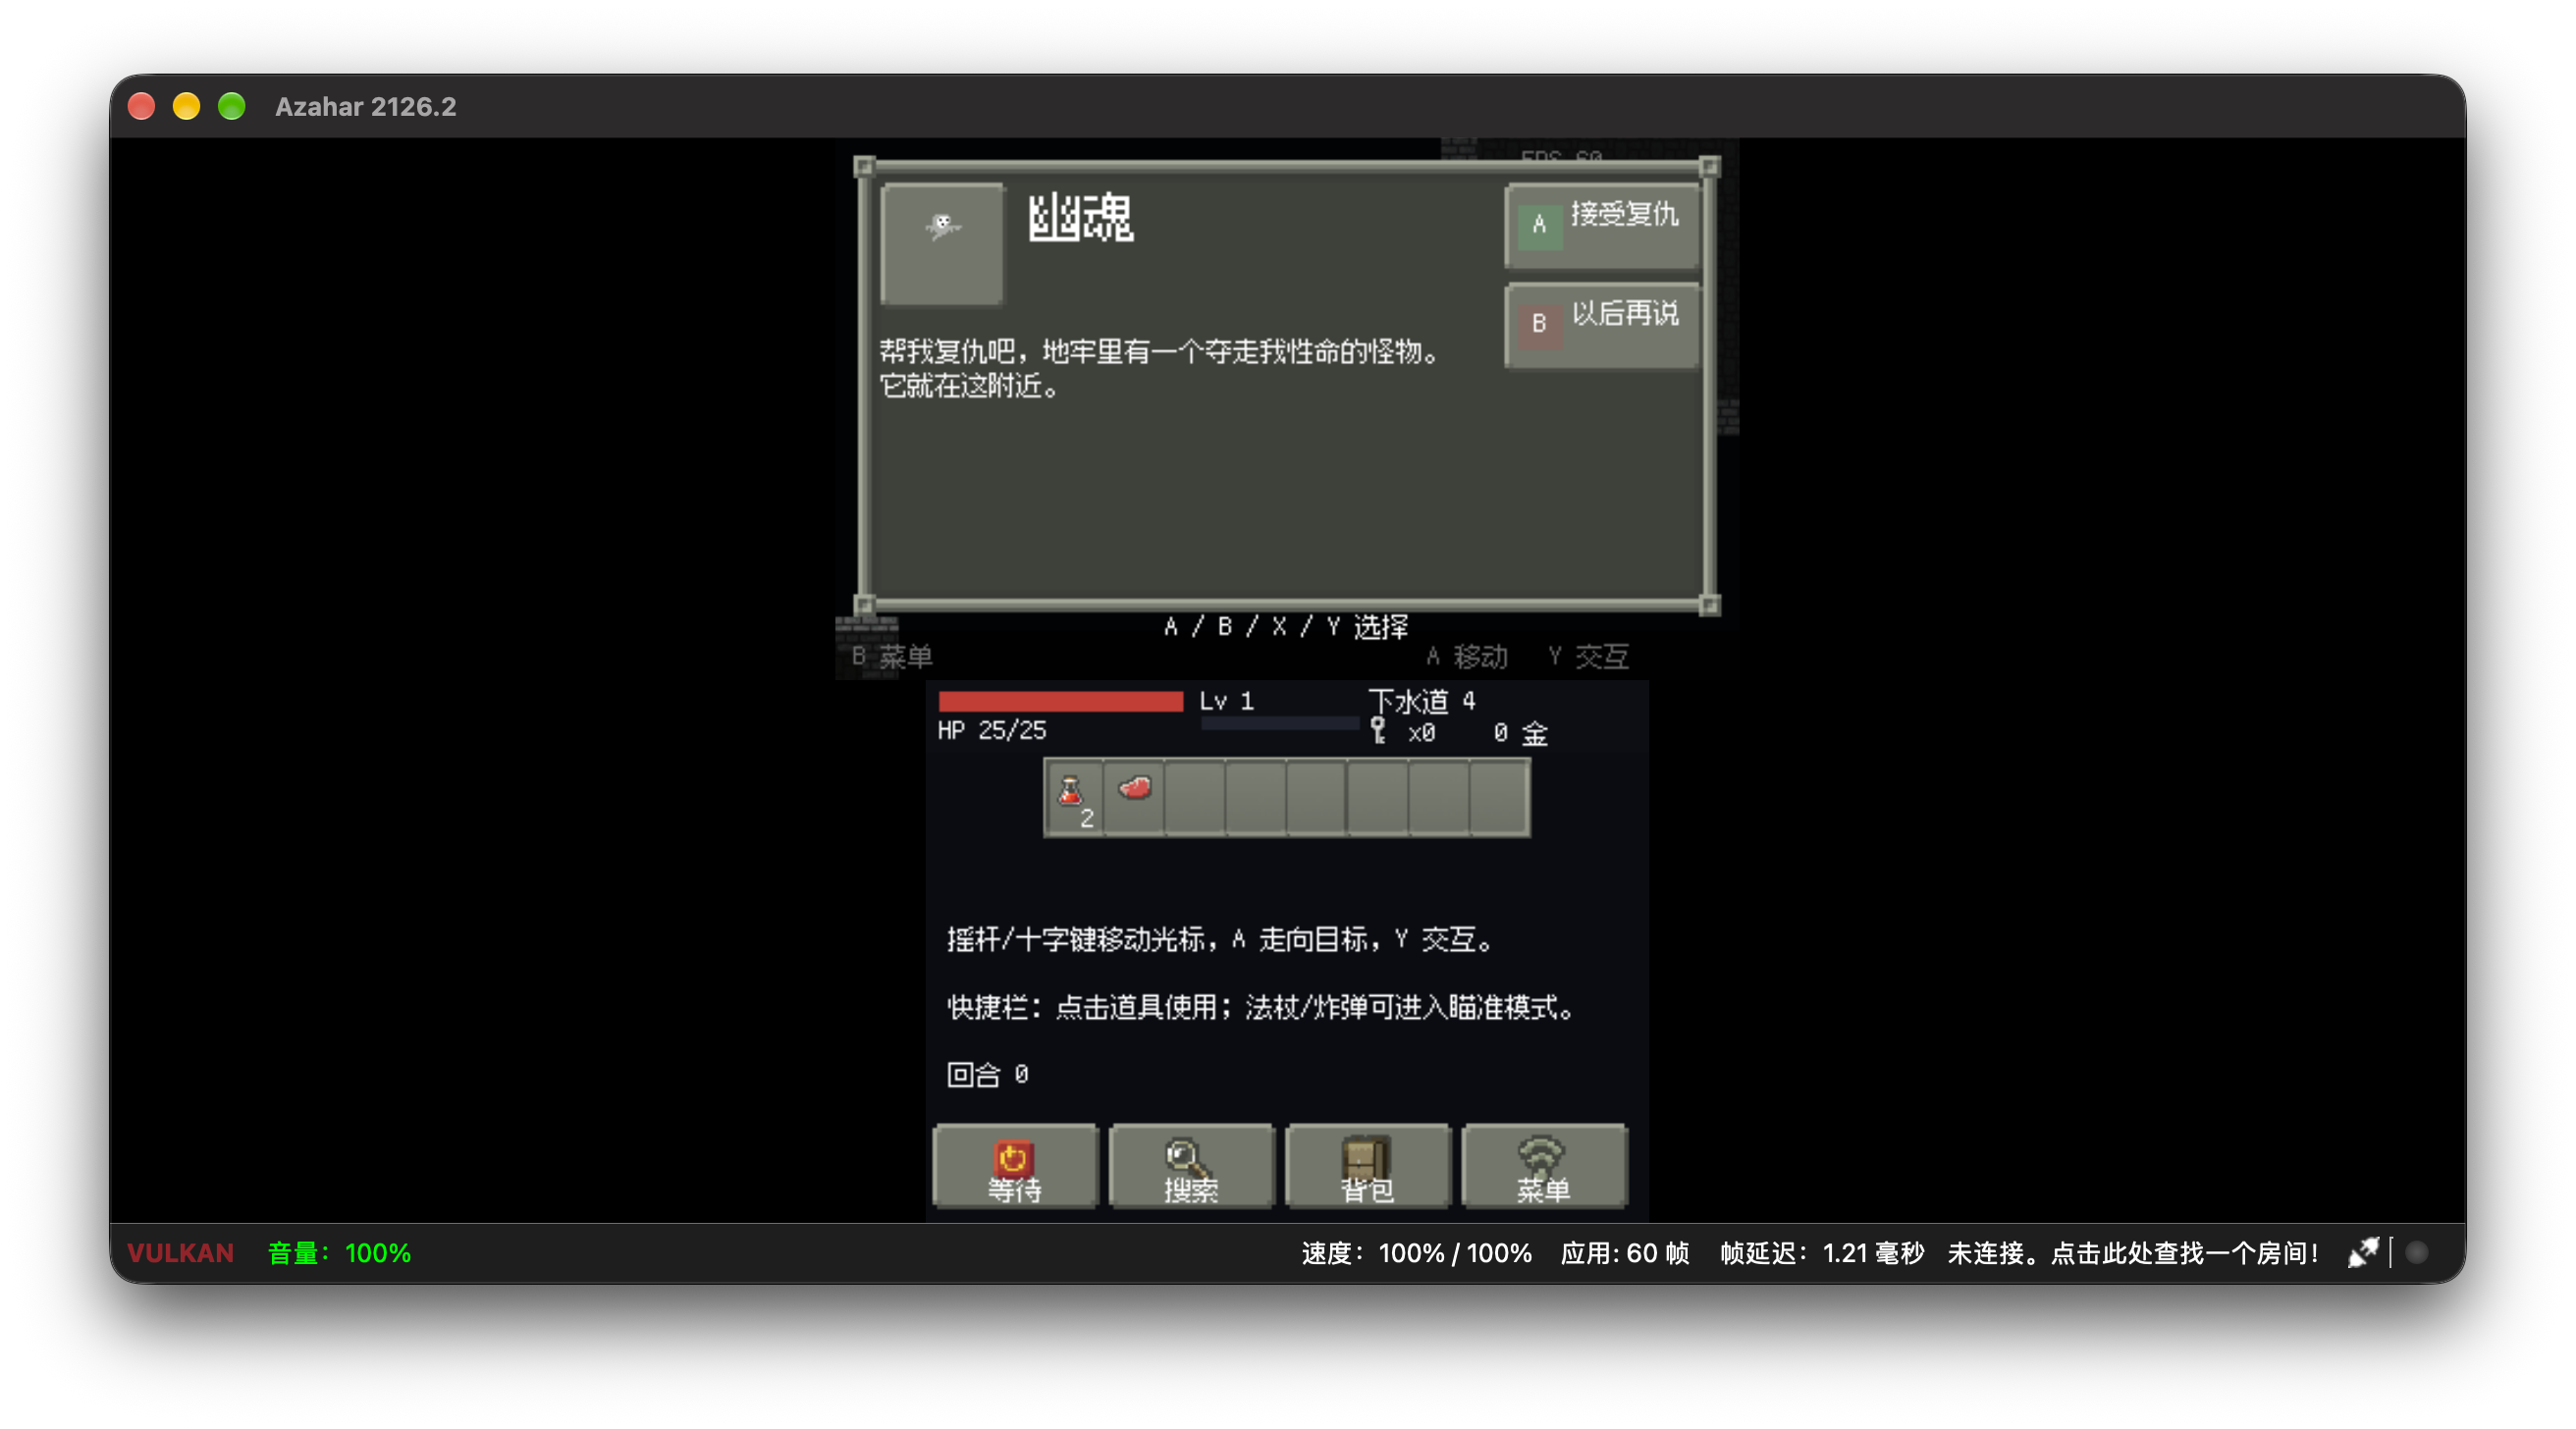 Azahar 2126.2
FPS 60
幽魂
A 接受复仇
B 以后再说
帮我复仇吧，地牢里有一个夺走我性命的怪物。
它就在这附近。
A / B / X / Y 选择
B 菜单
A 移动 Y 交互
Lv 1
下水道 4
HP 25/25
x0
0 金
2
摇杆/十字键移动光标，A 走向目标，Y 交互。
快捷栏：点击道具使用；法杖/炸弹可进入瞄准模式。
回合 0
等待
搜索
背包
菜单
VULKAN 音量：100%
速度：100% / 100% 应用: 60 帧 帧延迟：1.21 毫秒 未连接。点击此处查找一个房间！